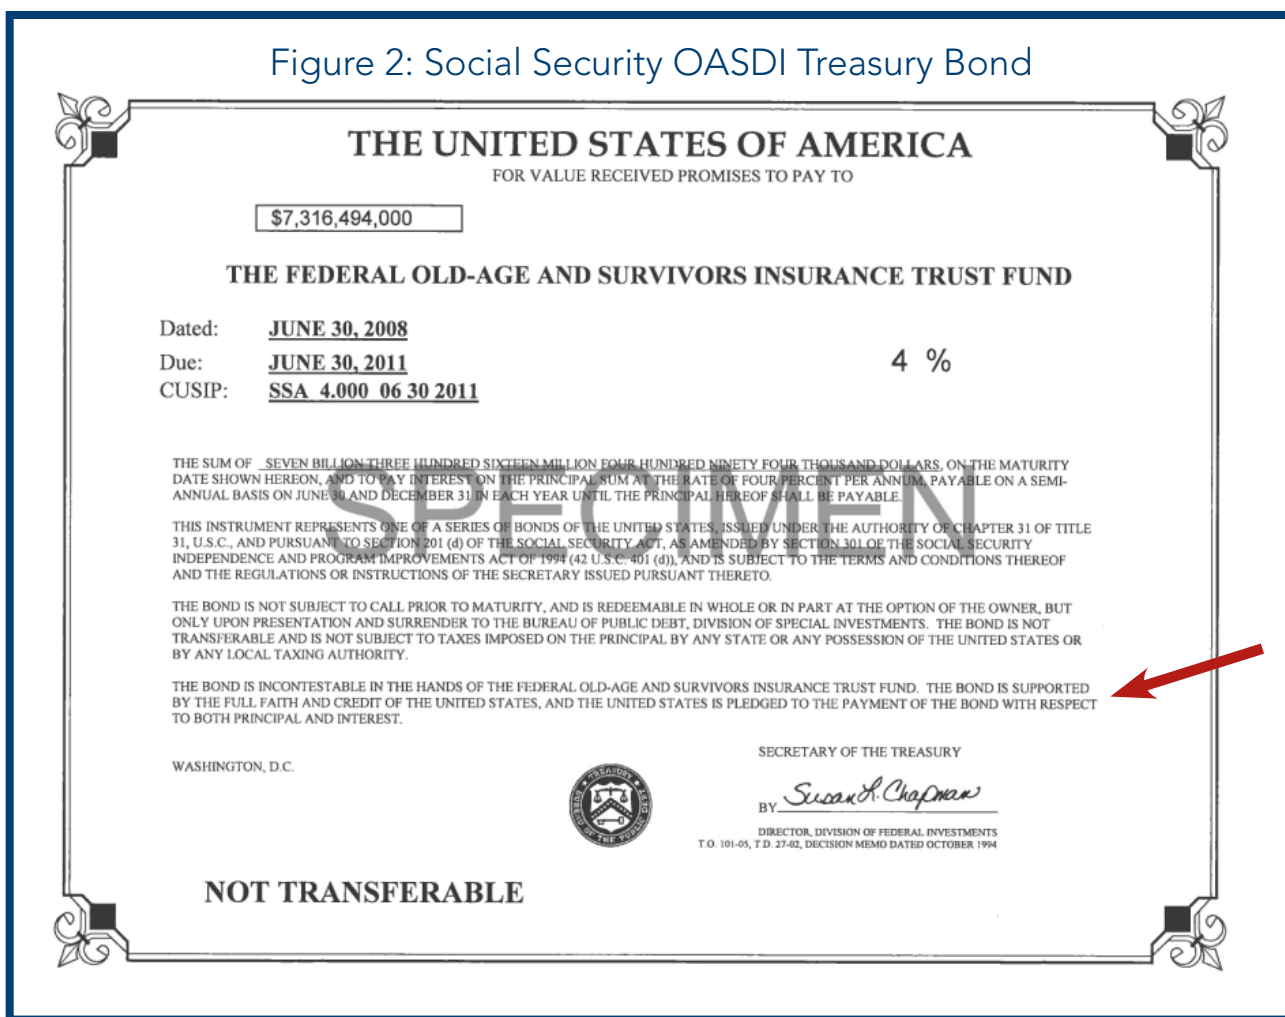 Figure 2: Social Security OASDI Treasury Bond
THE UNITED STATES OF AMERICA
FOR VALUE RECEIVED PROMISES TO PAY TO
$7,316,494,000
THE FEDERAL OLD-AGE AND SURVIVORS INSURANCE TRUST FUND
Dated: JUNE 30, 2008
Due: JUNE 30, 2011
4 %
CUSIP: SSA 4.000 06 30 2011
SPECIMEN
THE SUM OF SEVEN BILLION THREE HUNDRED SIXTEEN MILLION FOUR HUNDRED NINETY FOUR THOUSAND DOLLARS, ON THE MATURITY
DATE SHOWN HEREON, AND TO PAY INTEREST ON THE PRINCIPAL SUM AT THE RATE OF FOUR PERCENT PER ANNUM, PAYABLE ON A SEMI-
ANNUAL BASIS ON JUNE 30 AND DECEMBER 31 IN EACH YEAR UNTIL THE PRINCIPAL HEREOF SHALL BE PAYABLE.
THIS INSTRUMENT REPRESENTS ONE OF A SERIES OF BONDS OF THE UNITED STATES, ISSUED UNDER THE AUTHORITY OF CHAPTER 31 OF TITLE
31, U.S.C., AND PURSUANT TO SECTION 201 (d) OF THE SOCIAL SECURITY ACT, AS AMENDED BY SECTION 301 OF THE SOCIAL SECURITY
INDEPENDENCE AND PROGRAM IMPROVEMENTS ACT OF 1994 (42 U.S.C. 401 (d)), AND IS SUBJECT TO THE TERMS AND CONDITIONS THEREOF
AND THE REGULATIONS OR INSTRUCTIONS OF THE SECRETARY ISSUED PURSUANT THERETO.
THE BOND IS NOT SUBJECT TO CALL PRIOR TO MATURITY, AND IS REDEEMABLE IN WHOLE OR IN PART AT THE OPTION OF THE OWNER, BUT
ONLY UPON PRESENTATION AND SURRENDER TO THE BUREAU OF PUBLIC DEBT, DIVISION OF SPECIAL INVESTMENTS. THE BOND IS NOT
TRANSFERABLE AND IS NOT SUBJECT TO TAXES IMPOSED ON THE PRINCIPAL BY ANY STATE OR ANY POSSESSION OF THE UNITED STATES OR
BY ANY LOCAL TAXING AUTHORITY.
THE BOND IS INCONTESTABLE IN THE HANDS OF THE FEDERAL OLD-AGE AND SURVIVORS INSURANCE TRUST FUND. THE BOND IS SUPPORTED
BY THE FULL FAITH AND CREDIT OF THE UNITED STATES, AND THE UNITED STATES IS PLEDGED TO THE PAYMENT OF THE BOND WITH RESPECT
TO BOTH PRINCIPAL AND INTEREST.
WASHINGTON, D.C.
TREASURY
BUREAU OF THE PUBLIC DEBT
SECRETARY OF THE TREASURY
BY Susan L. Chapman
DIRECTOR, DIVISION OF FEDERAL INVESTMENTS
T.O. 101-05, T.D. 27-02, DECISION MEMO DATED OCTOBER 1994
NOT TRANSFERABLE